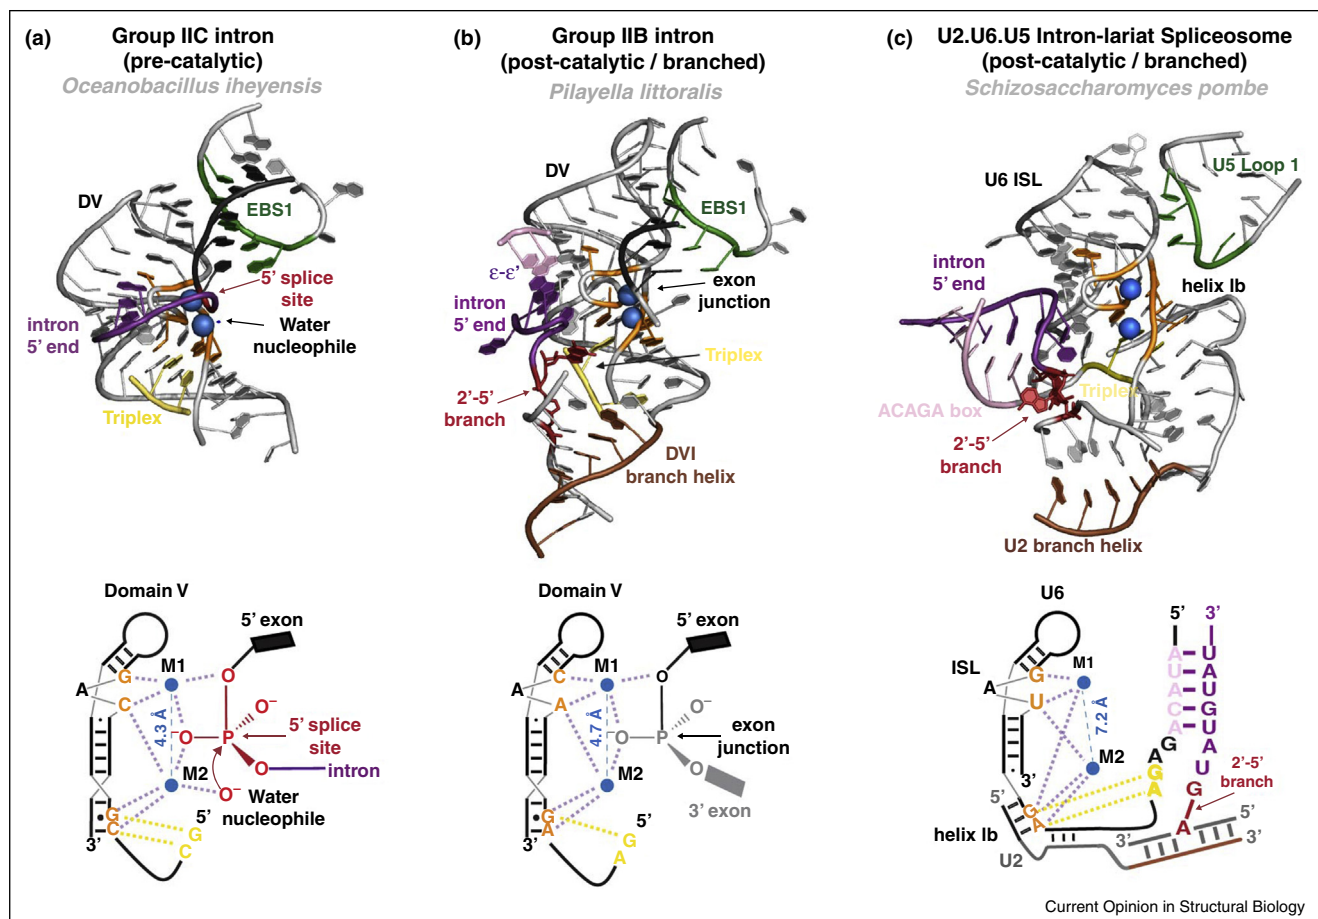 (a)
Group IIC intron
(pre-catalytic)
Oceanobacillus iheyensis
DV
EBS1
5’ splice
site
intron
5’ end
Water
nucleophile
Triplex
Domain V
5’ exon
G
M1
A
C
O
4.3 Å
O–
–O
P
5’ splice
site
O
intron
M2
O–
Water
nucleophile
G
C
3’
5’
G
C
(b)
Group IIB intron
(post-catalytic / branched)
Pilayella littoralis
DV
EBS1
ε-ε’
intron
5’ end
exon
junction
Triplex
2’-5’
branch
DVI
branch helix
Domain V
5’ exon
C
M1
A
A
O
4.7 Å
O–
–O
P
exon
junction
O
M2
3’ exon
G
A
3’
5’
G
A
(c)
U2.U6.U5 Intron-lariat Spliceosome
(post-catalytic / branched)
Schizosaccharomyces pombe
U6 ISL
U5 Loop 1
intron
5’ end
helix Ib
Triplex
ACAGA box
2’-5’
branch
U2 branch helix
U6
5’
3’
ISL
G
M1
A
U
7.2 Å
M2
A
U
A
C
A
G
A
G
A
U
A
U
G
U
A
U
G
A
2’-5’
branch
3’
5’
G
A
helix Ib
U2
3’
5’
3’
Current Opinion in Structural Biology